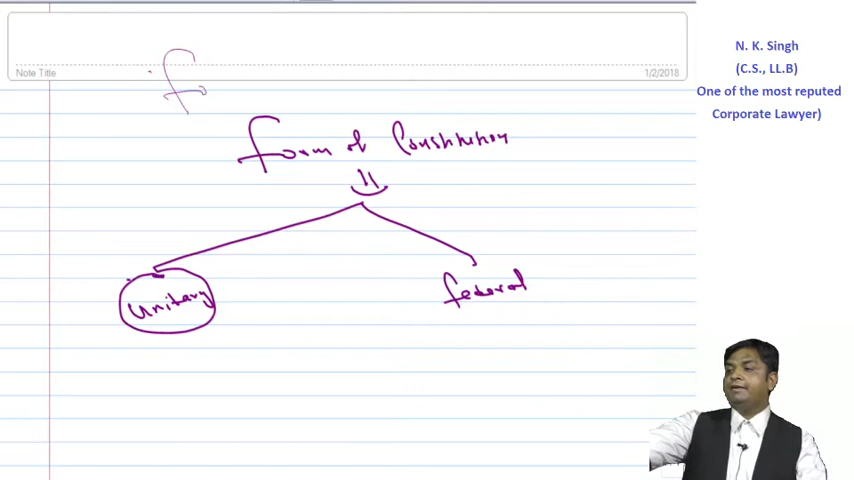 N. K. Singh
(C.S., LL.B)
One of the most reputed
Corporate Lawyer)
Note Title
1/2/2018
fo
Form of Constitution
Unitary
federal